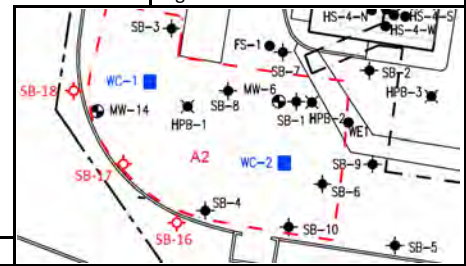 HS-4-N
HS-4-S
HS-4-W
SB-3
FS-1
SB-7
SB-2
WC-1
SB-18
SB-8
MW-6
HPB-3
MW-14
HPB-1
SB-1
HPB-2
WET
A2
WC-2
SB-9
SB-17
SB-6
SB-4
SB-16
SB-10
SB-5